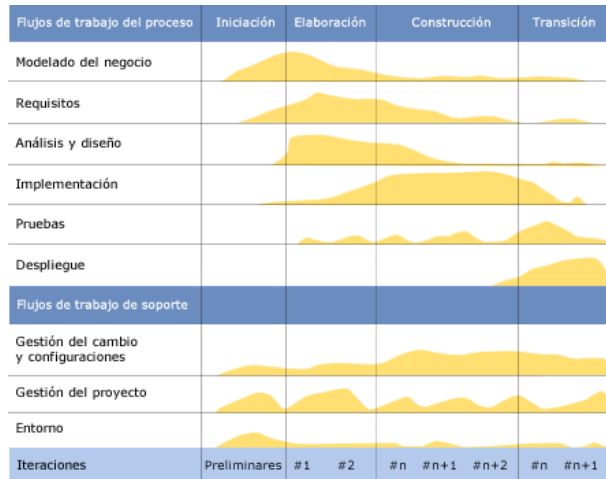 Flujos de trabajo del proceso Iniciación Elaboración Construcción Transición
Modelado del negocio
Requisitos
Análisis y diseño
Implementación
Pruebas
Despliegue
Flujos de trabajo de soporte
Gestión del cambio
y configuraciones
Gestión del proyecto
Entorno
Iteraciones Preliminares #1 #2 #n #n+1 #n+2 #n #n+1